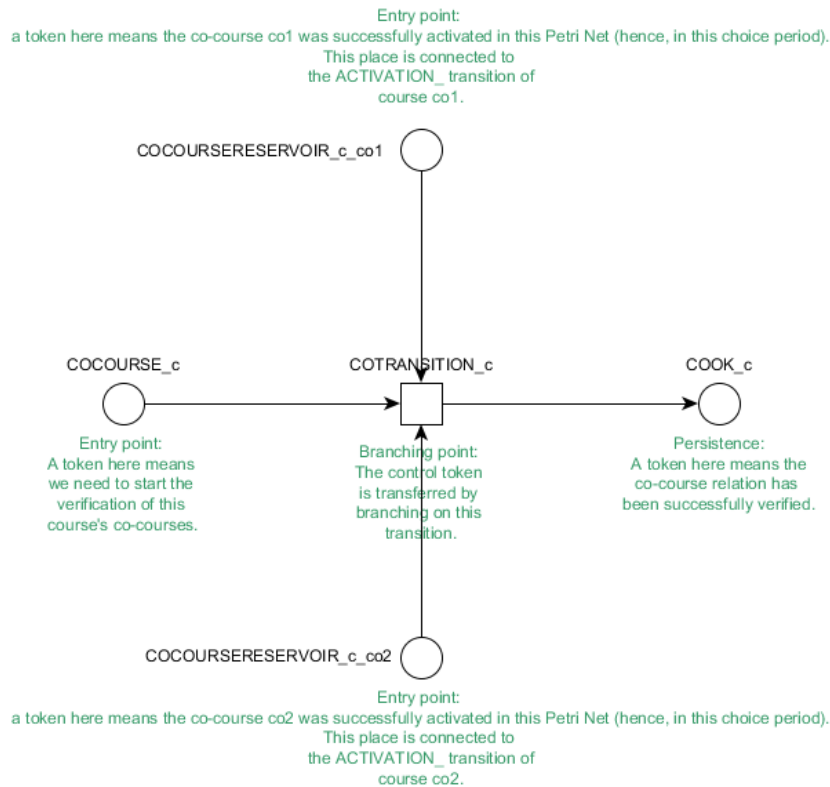 Entry point:
a token here means the co-course co1 was successfully activated in this Petri Net (hence, in this choice period).
This place is connected to
the ACTIVATION_ transition of
course co1.
COCOURSERESERVOIR_c_co1
COCOURSE_c
COTRANSITION_c
COOK_c
Entry point:
A token here means
we need to start the
verification of this
course's co-courses.
Branching point:
The control token
is transferred by
branching on this
transition.
Persistence:
A token here means the
co-course relation has
been successfully verified.
COCOURSERESERVOIR_c_co2
Entry point:
a token here means the co-course co2 was successfully activated in this Petri Net (hence, in this choice period).
This place is connected to
the ACTIVATION_ transition of
course co2.